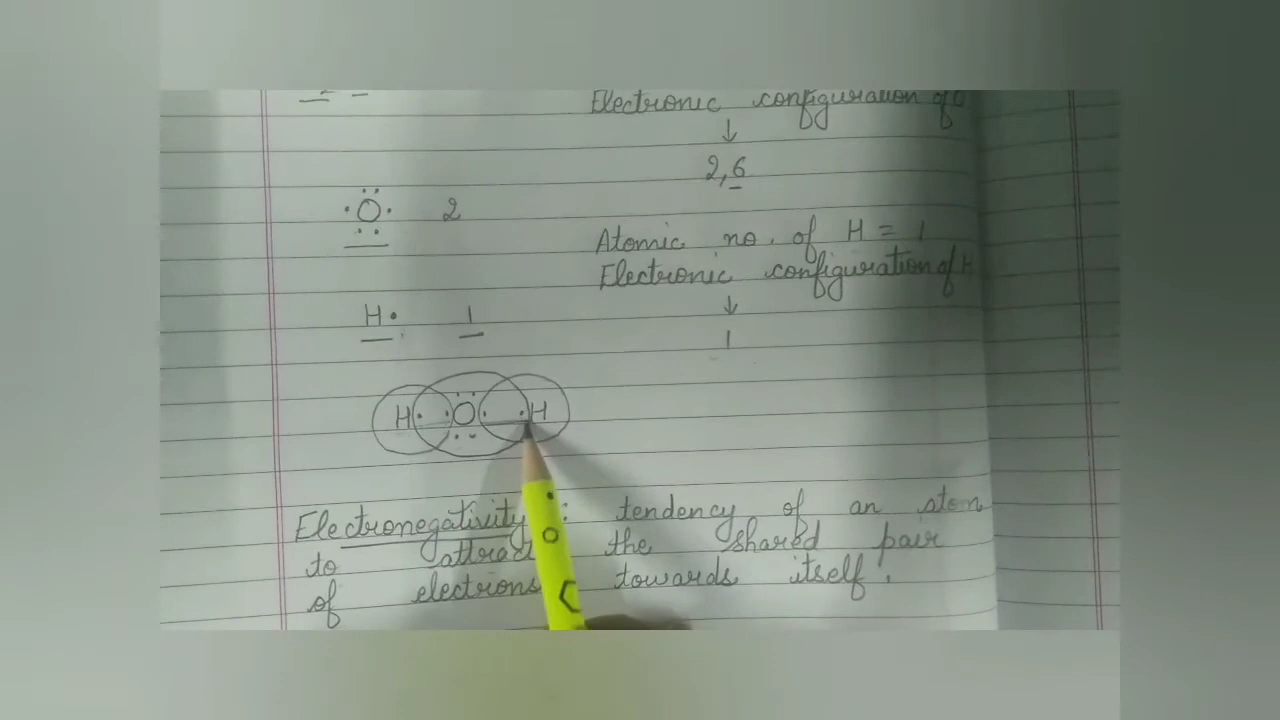 Electronic configuration of O
↓
2,6
O 2
Atomic no. of H = 1
Electronic configuration of H
↓
H• 1
1
H O H
Electronegativity : tendency of an atom
to attract the shared pair
of electrons towards itself.